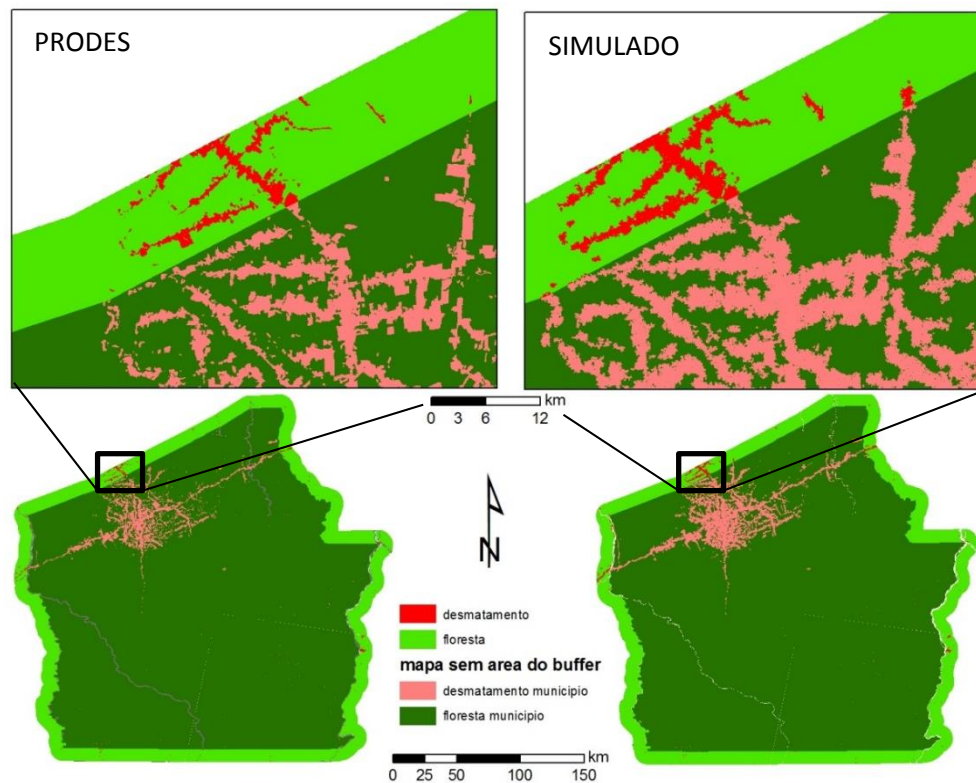 PRODES
SIMULADO
km
0 3 6 12
N
desmatamento
floresta
mapa sem area do buffer
desmatamento municipio
floresta municipio
km
0 25 50 100 150